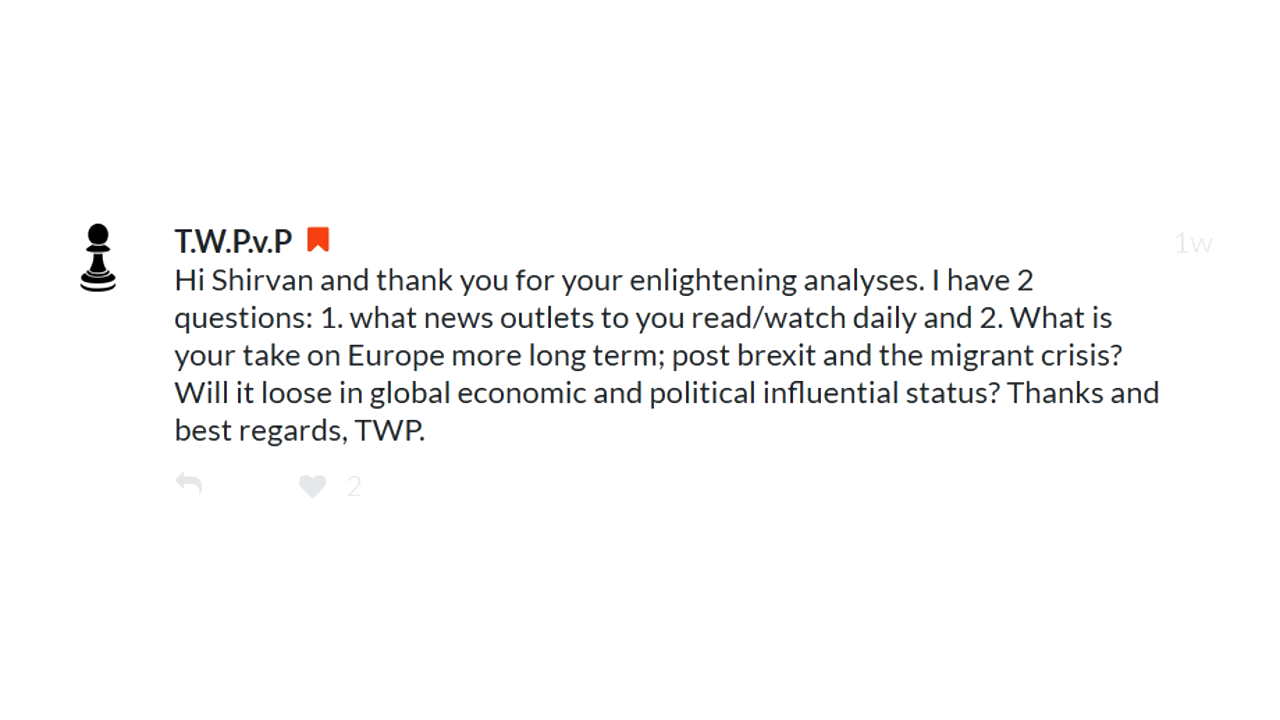 T.W.P.v.P
1w
Hi Shirvan and thank you for your enlightening analyses. I have 2
questions: 1. what news outlets to you read/watch daily and 2. What is
your take on Europe more long term; post brexit and the migrant crisis?
Will it loose in global economic and political influential status? Thanks and
best regards, TWP.
2